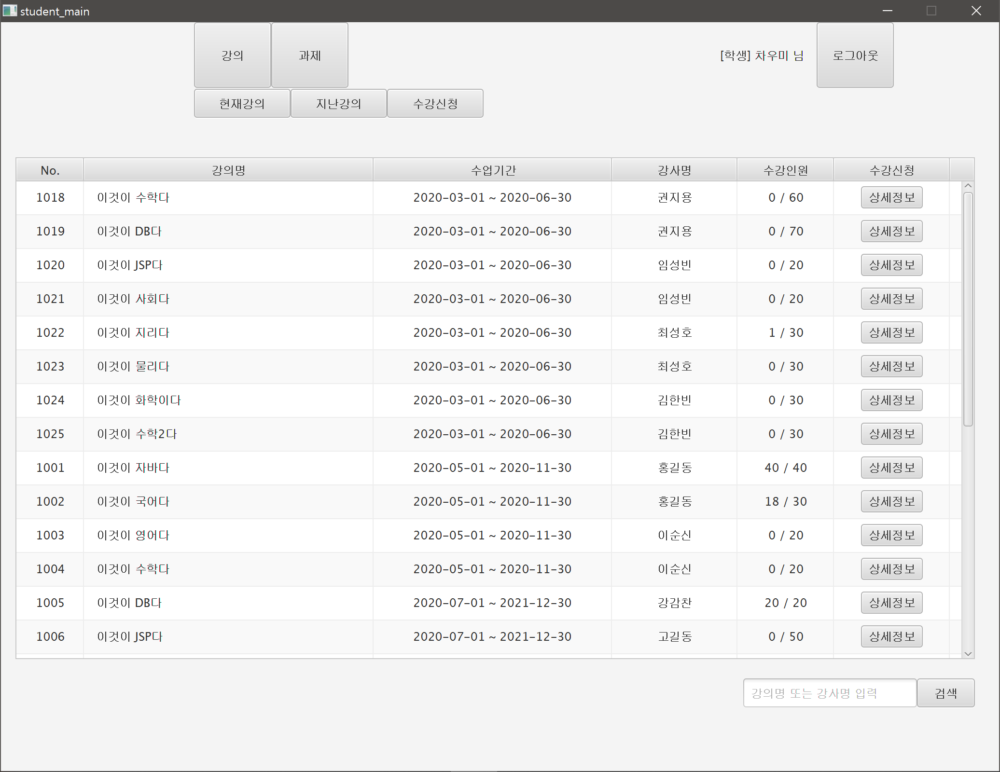 student_main
강의 과제 [학생] 차우미 님 로그아웃
현재강의 지난강의 수강신청
No. 강의명 수업기간 강사명 수강인원 수강신청
1018 이것이 수학다 2020-03-01 ~ 2020-06-30 권지용 0 / 60 상세정보
1019 이것이 DB다 2020-03-01 ~ 2020-06-30 권지용 0 / 70 상세정보
1020 이것이 JSP다 2020-03-01 ~ 2020-06-30 임성빈 0 / 20 상세정보
1021 이것이 사회다 2020-03-01 ~ 2020-06-30 임성빈 0 / 20 상세정보
1022 이것이 지리다 2020-03-01 ~ 2020-06-30 최성호 1 / 30 상세정보
1023 이것이 물리다 2020-03-01 ~ 2020-06-30 최성호 0 / 30 상세정보
1024 이것이 화학이다 2020-03-01 ~ 2020-06-30 김한빈 0 / 30 상세정보
1025 이것이 수학2다 2020-03-01 ~ 2020-06-30 김한빈 0 / 30 상세정보
1001 이것이 자바다 2020-05-01 ~ 2020-11-30 홍길동 40 / 40 상세정보
1002 이것이 국어다 2020-05-01 ~ 2020-11-30 홍길동 18 / 30 상세정보
1003 이것이 영어다 2020-05-01 ~ 2020-11-30 이순신 0 / 20 상세정보
1004 이것이 수학다 2020-05-01 ~ 2020-11-30 이순신 0 / 20 상세정보
1005 이것이 DB다 2020-07-01 ~ 2021-12-30 강감찬 20 / 20 상세정보
1006 이것이 JSP다 2020-07-01 ~ 2021-12-30 고길동 0 / 50 상세정보
강의명 또는 강사명 입력 검색